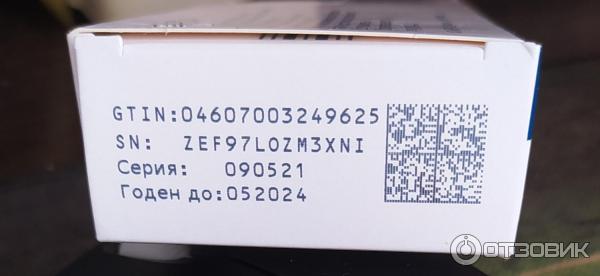 GTIN:04607003249625
SN: ZEF97LOZM3XNI
Серия: 090521
Годен до:052024
ОТЗОВИК